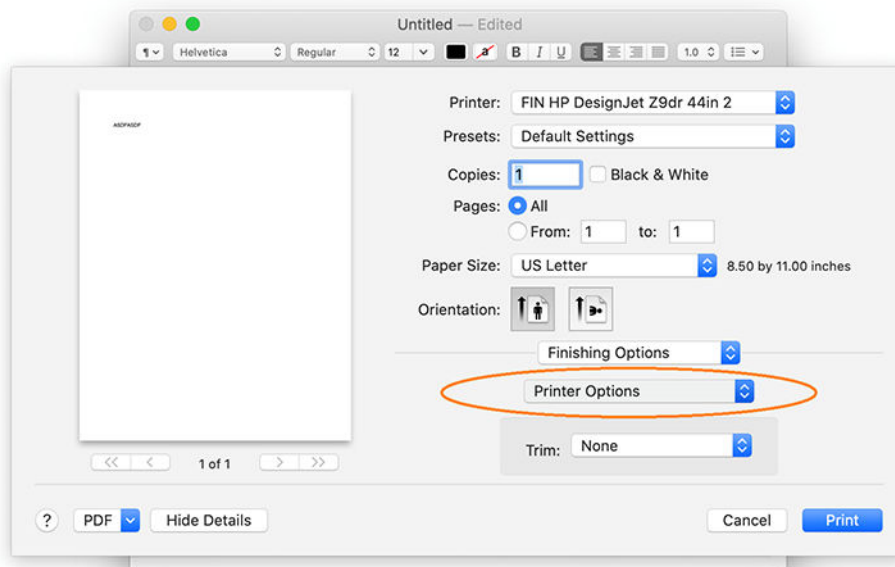 Untitled — Edited
¶ Helvetica Regular 12 a B I U 1.0
ASDFASDF
Printer: FIN HP DesignJet Z9dr 44in 2
Presets: Default Settings
Copies: 1 Black & White
Pages: All
From: 1 to: 1
Paper Size: US Letter 8.50 by 11.00 inches
Orientation:
Finishing Options
Printer Options
Trim: None
1 of 1
? PDF Hide Details Cancel Print